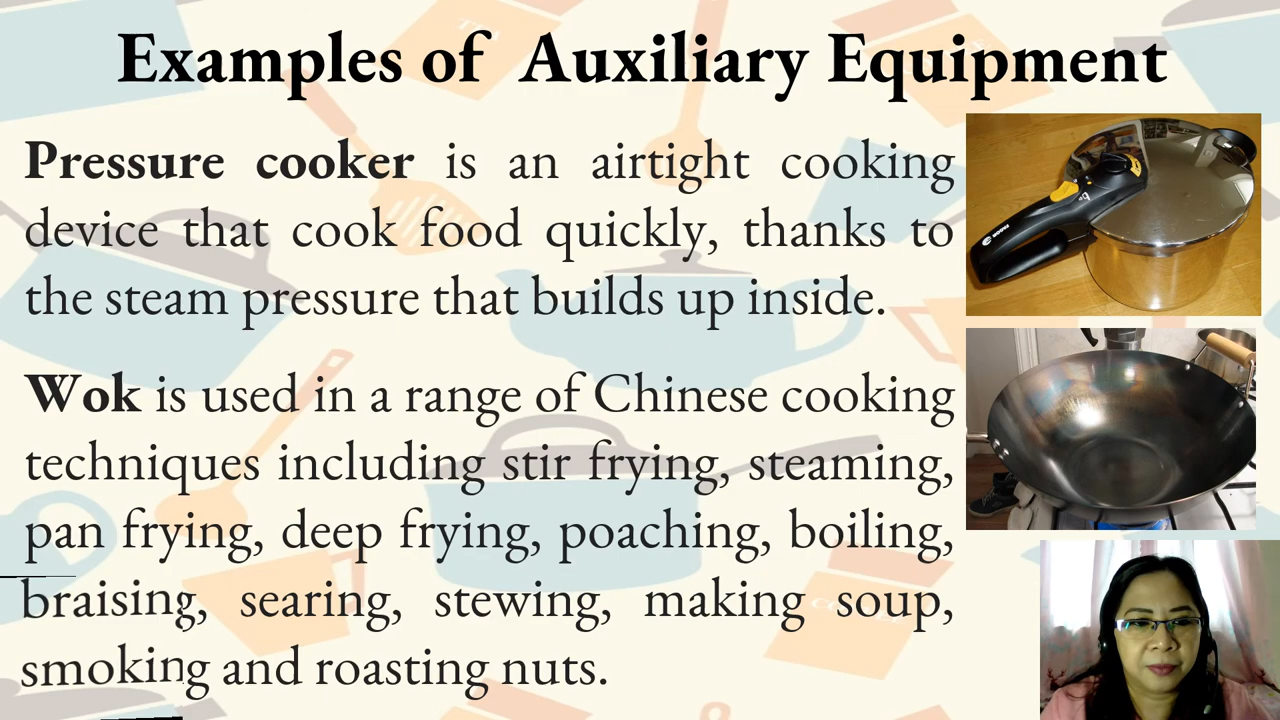 Examples of Auxiliary Equipment
Pressure cooker is an airtight cooking
device that cook food quickly, thanks to
the steam pressure that builds up inside.
Wok is used in a range of Chinese cooking
techniques including stir frying, steaming,
pan frying, deep frying, poaching, boiling,
braising, searing, stewing, making soup,
smoking and roasting nuts.